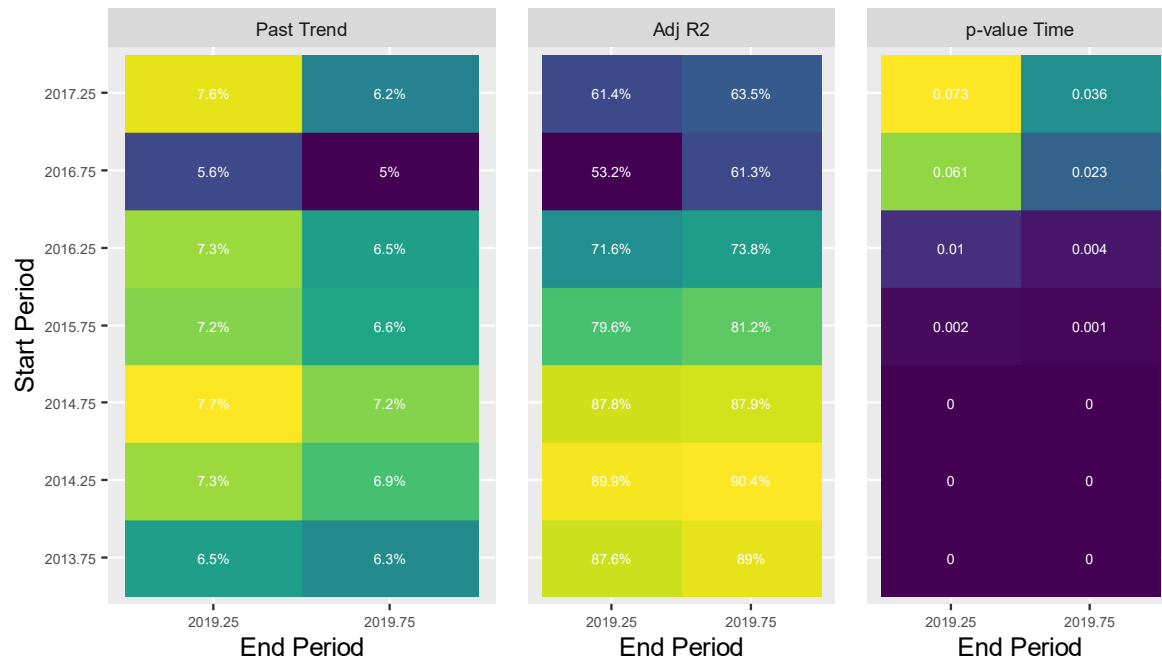 Past Trend Adj R2 p-value Time
2017.25 7.6% 6.2% 61.4% 63.5% 0.073 0.036
2016.75 5.6% 5% 53.2% 61.3% 0.061 0.023
2016.25 7.3% 6.5% 71.6% 73.8% 0.01 0.004
2015.75 7.2% 6.6% 79.6% 81.2% 0.002 0.001
2014.75 7.7% 7.2% 87.8% 87.9% 0 0
2014.25 7.3% 6.9% 89.9% 90.4% 0 0
2013.75 6.5% 6.3% 87.6% 89% 0 0
Start Period
2019.25 2019.75 2019.25 2019.75 2019.25 2019.75
End Period End Period End Period